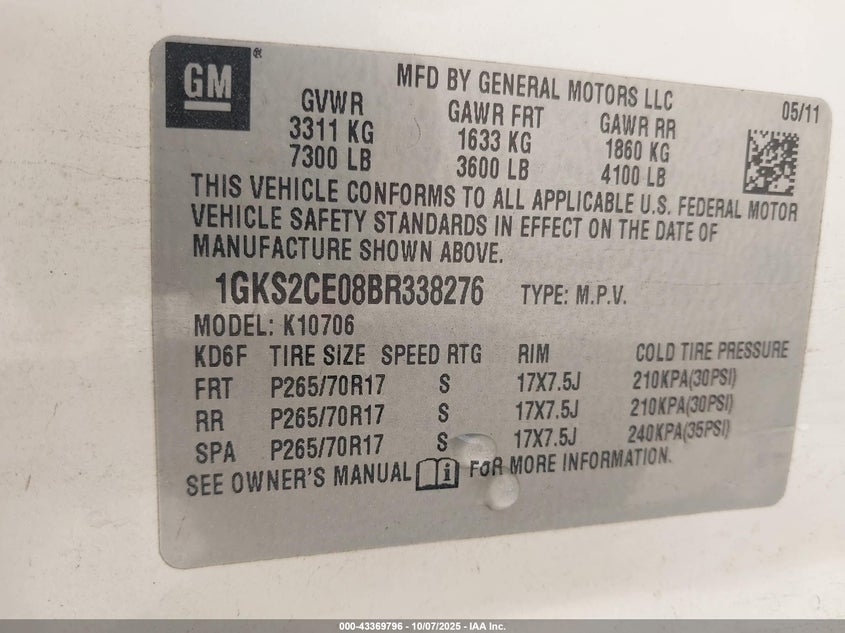 GM ®
MFD BY GENERAL MOTORS LLC 05/11
GVWR GAWR FRT GAWR RR
3311 KG 1633 KG 1860 KG
7300 LB 3600 LB 4100 LB
THIS VEHICLE CONFORMS TO ALL APPLICABLE U.S. FEDERAL MOTOR
VEHICLE SAFETY STANDARDS IN EFFECT ON THE DATE OF
MANUFACTURE SHOWN ABOVE.
1GKS2CE08BR338276 TYPE: M.P.V.
MODEL: K10706
KD6F TIRE SIZE SPEED RTG RIM COLD TIRE PRESSURE
FRT P265/70R17 S 17X7.5J 210KPA(30PSI)
RR P265/70R17 S 17X7.5J 210KPA(30PSI)
SPA P265/70R17 S 17X7.5J 240KPA(35PSI)
SEE OWNER'S MANUAL i FOR MORE INFORMATION.
000-43369796 - 10/07/2025 - IAA Inc.